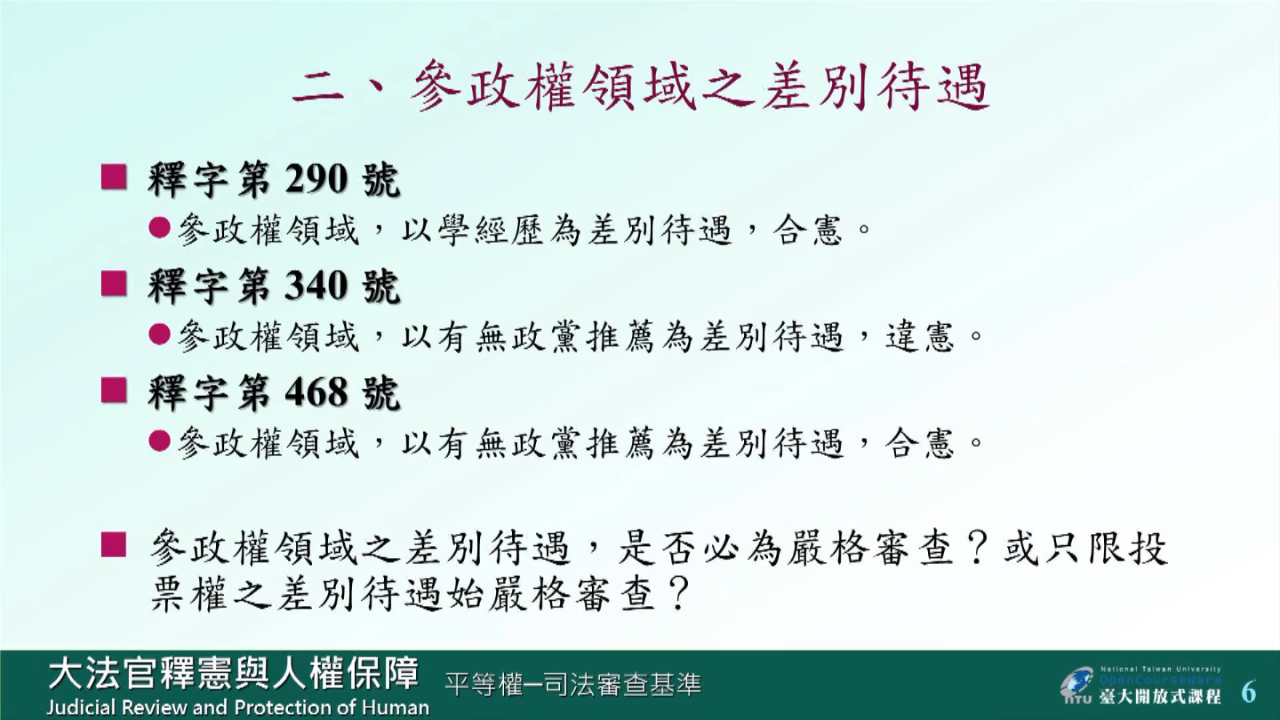 二、參政權領域之差別待遇
釋字第 290 號
參政權領域，以學經歷為差別待遇，合憲。
釋字第 340 號
參政權領域，以有無政黨推薦為差別待遇，違憲。
釋字第 468 號
參政權領域，以有無政黨推薦為差別待遇，合憲。
參政權領域之差別待遇，是否必為嚴格審查？或只限投
票權之差別待遇始嚴格審查？
大法官釋憲與人權保障
Judicial Review and Protection of Human
平等權─司法審查基準
National Taiwan University
OpenCourseware
NTU 臺大開放式課程
6